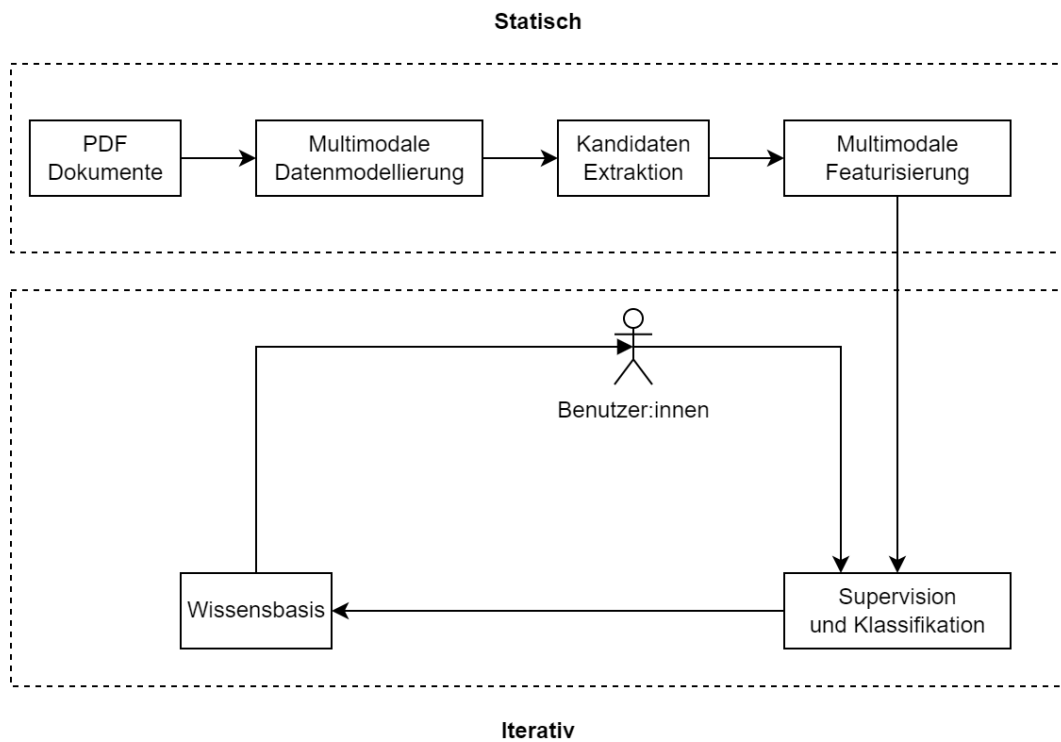 Statisch
PDF
Dokumente
Multimodale
Datenmodellierung
Kandidaten
Extraktion
Multimodale
Featurisierung
Benutzer:innen
Wissensbasis
Supervision
und Klassifikation
Iterativ